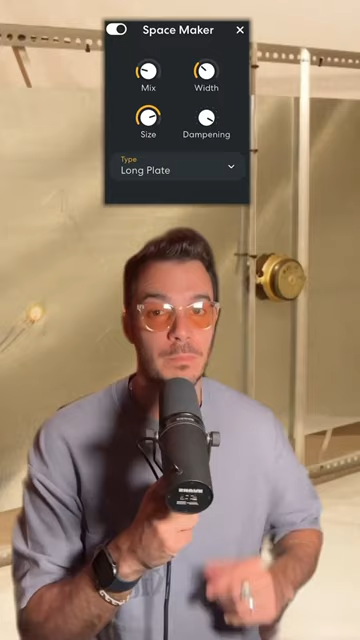 Space Maker
Mix
Width
Size
Dampening
Type
Long Plate